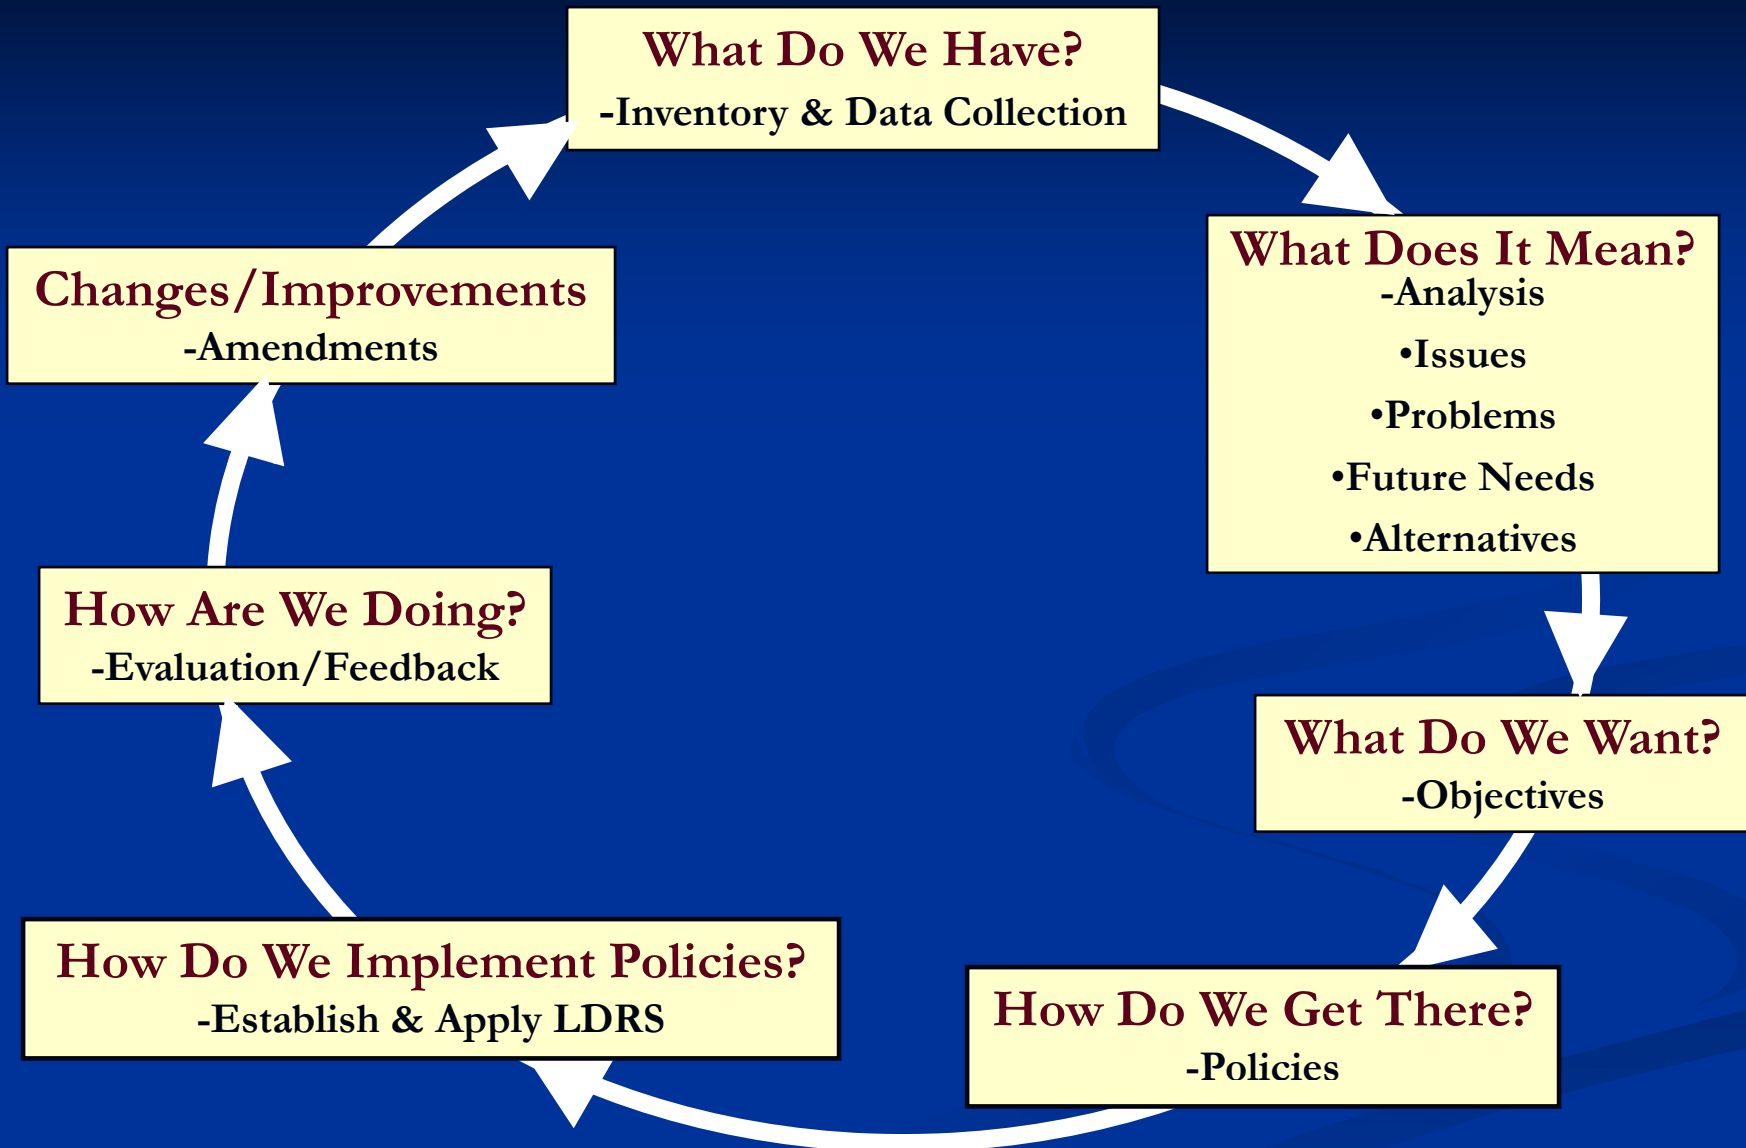 What Do We Have?
-Inventory & Data Collection
What Does It Mean?
-Analysis
•Issues
•Problems
•Future Needs
•Alternatives
What Do We Want?
-Objectives
How Do We Get There?
-Policies
How Do We Implement Policies?
-Establish & Apply LDRS
How Are We Doing?
-Evaluation/Feedback
Changes/Improvements
-Amendments